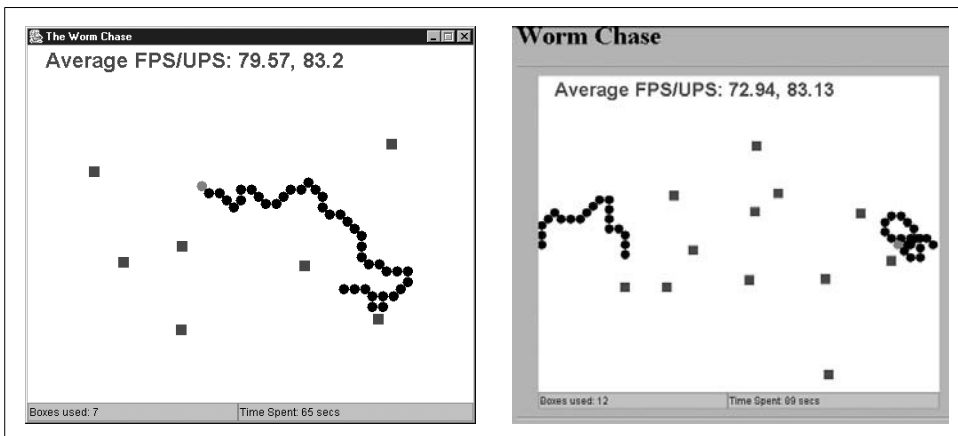 The Worm Chase
Average FPS/UPS: 79.57, 83.2
Boxes used: 7
Time Spent: 65 secs
Worm Chase
Average FPS/UPS: 72.94, 83.13
Boxes used: 12
Time Spent: 89 secs